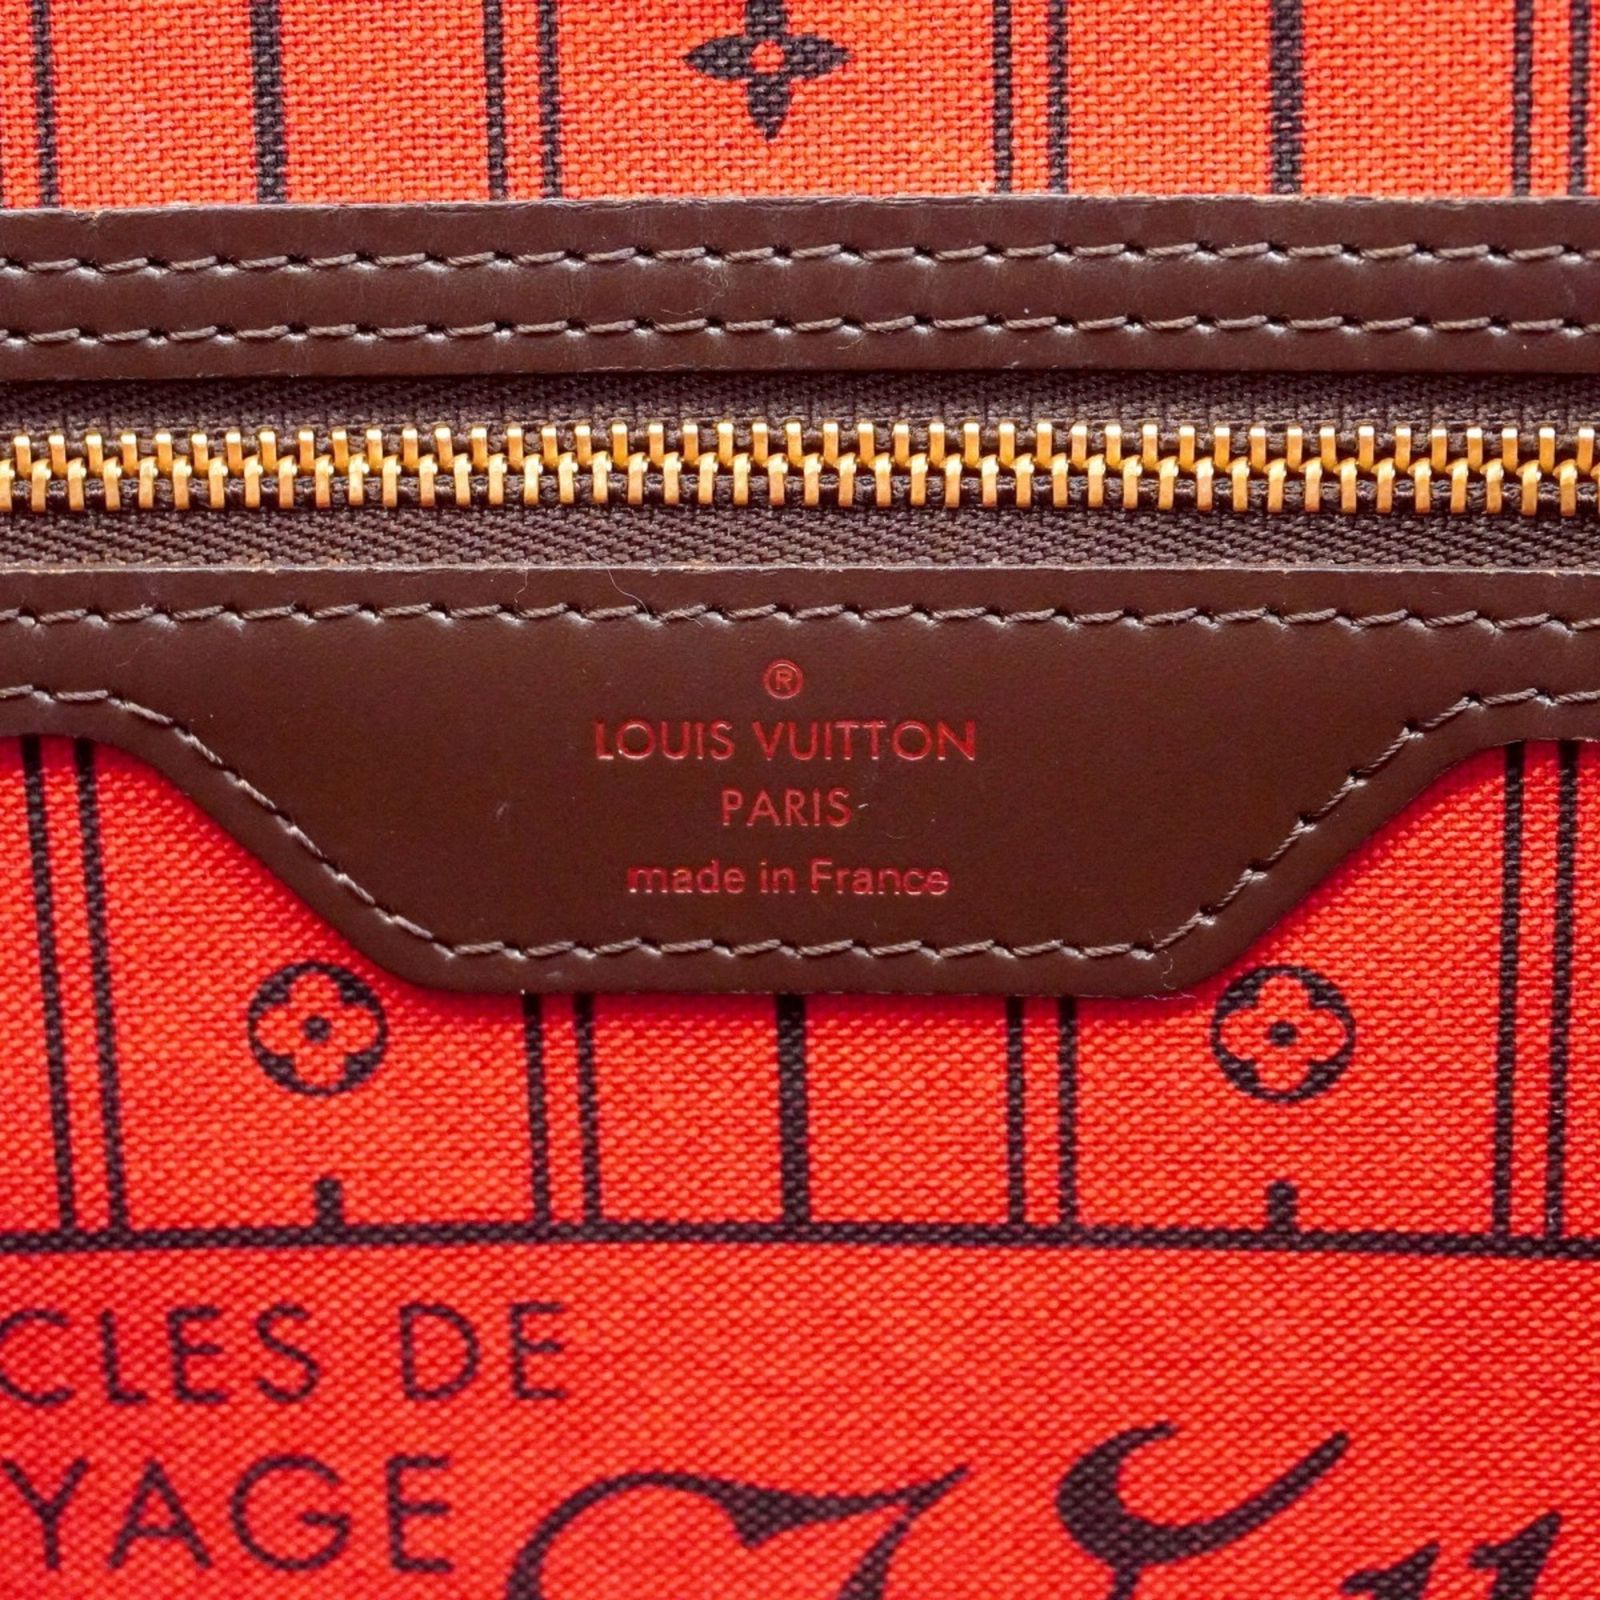 ®
LOUIS VUITTON
PARIS
made in France
CLES DE
YAGE